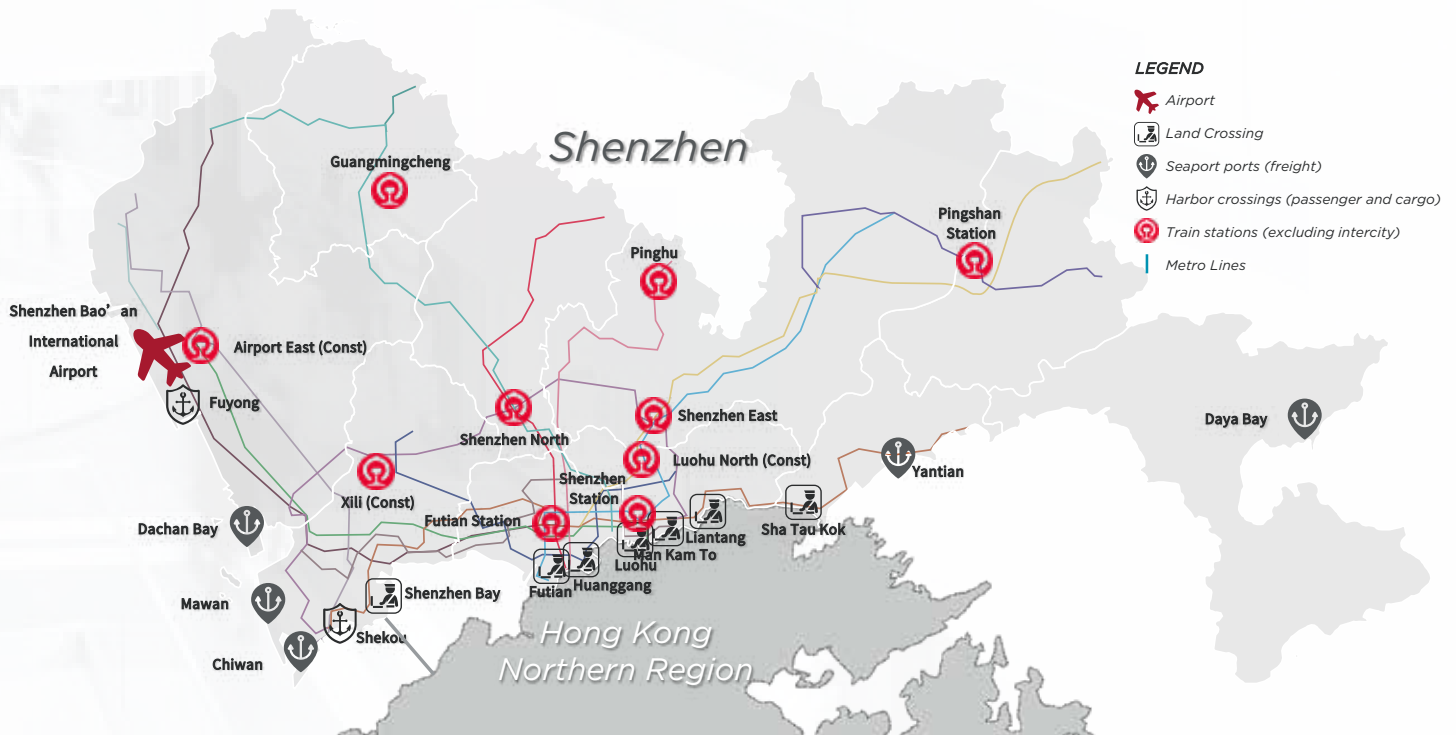 LEGEND
Airport
Land Crossing
Seaport ports (freight)
Harbor crossings (passenger and cargo)
Train stations (excluding intercity)
Metro Lines
Shenzhen
Guangmingcheng
Pingshan
Station
Pinghu
Shenzhen Bao’ an
International
Airport
Airport East (Const)
Fuyong
Shenzhen East
Daya Bay
Shenzhen North
Luohu North (Const)
Yantian
Shenzhen
Station
Xili (Const)
Futian Station
Dachan Bay
Liantang
Sha Tau Kok
Man Kam To
Luohu
Huanggang
Futian
Shenzhen Bay
Mawan
Shekou
Chiwan
Hong Kong
Northern Region